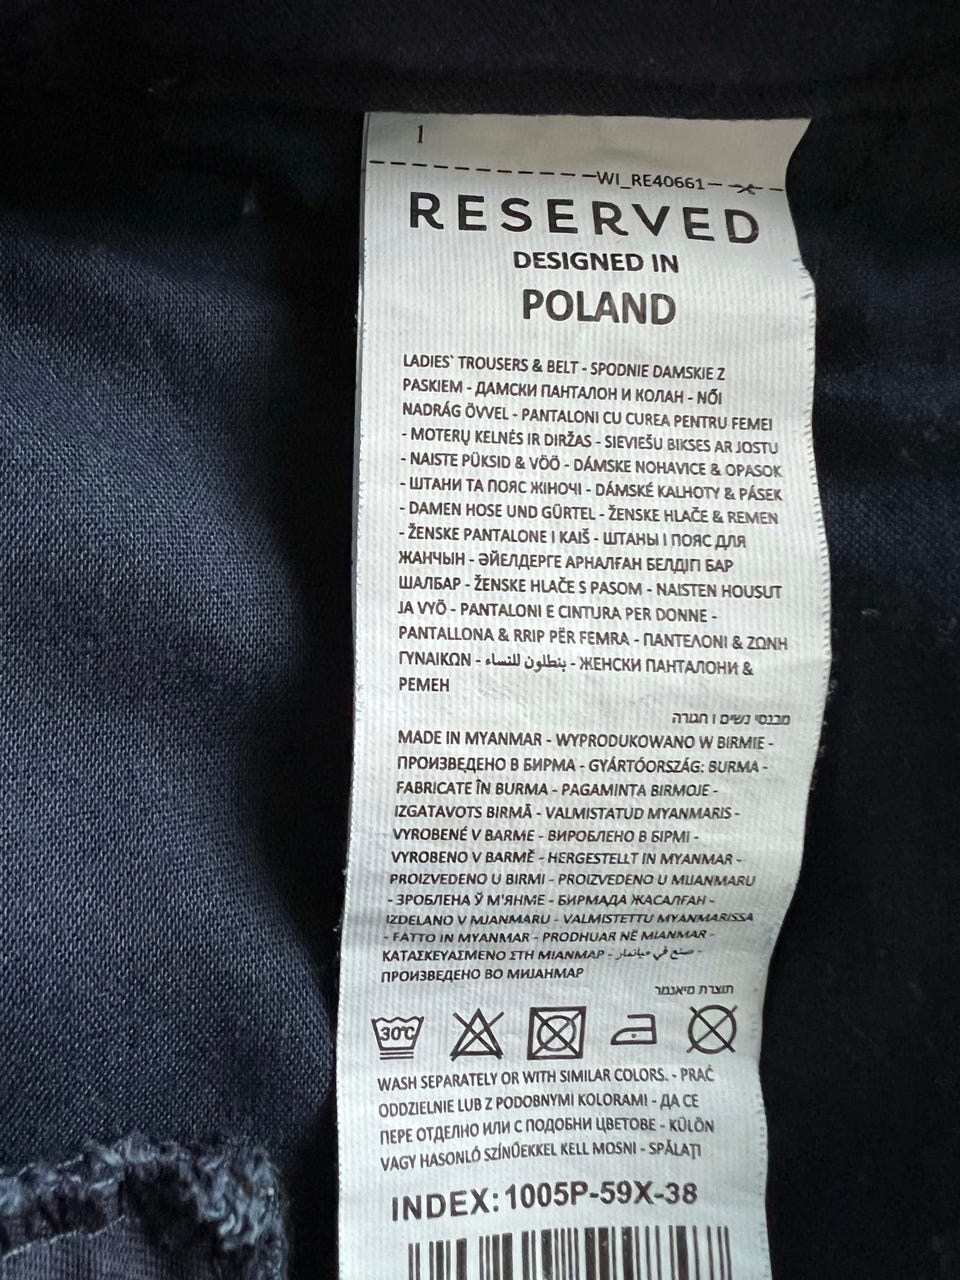 1
WI_RE40661
RESERVED
DESIGNED IN
POLAND
LADIES` TROUSERS & BELT - SPODNIE DAMSKIE Z
PASKIEM - ДАМСКИ ПАНТАЛОН И КОЛАН - NŐI
NADRÁG ÖVVEL - PANTALONI CU CUREA PENTRU FEMEI
- MOTERŲ KELNĖS IR DIRŽAS - SIEVIEŠU BIKSES AR JOSTU
- NAISTE PÜKSID & VÖÖ - DÁMSKE NOHAVICE & OPASOK
- ШТАНИ ТА ПОЯС ЖІНОЧІ - DÁMSKÉ KALHOTY & PÁSEK
- DAMEN HOSE UND GÜRTEL - ŽENSKE HLAČE & REMEN
- ŽENSKE PANTALONE I KAIŠ - ШТАНЫ І ПОЯС ДЛЯ
ЖАНЧЫН - ӘЙЕЛДЕРГЕ АРНАЛҒАН БЕЛДІГІ БАР
ШАЛБАР - ŽENSKE HLAČE S PASOM - NAISTEN HOUSUT
JA VYÖ - PANTALONI E CINTURA PER DONNE -
PANTALLONA & RRIP PËR FEMRA - ΠΑΝΤΕΛΟΝΙ & ΖΩΝΗ
ΓΥΝΑΙΚΩΝ - بنطلون للنساء - ЖЕНСКИ ПАНТАЛОНИ &
РЕМЕН
מכנסי נשים ו חגורה
MADE IN MYANMAR - WYPRODUKOWANO W BIRMIE -
ПРОИЗВЕДЕНО В БИРМА - GYÁRTÓORSZÁG: BURMA -
FABRICATE ÎN BURMA - PAGAMINTA BIRMOJE -
IZGATAVOTS BIRMĀ - VALMISTATUD MYANMARIS -
VYROBENÉ V BARME - ВИРОБЛЕНО В БІРМІ -
VYROBENO V BARMĚ - HERGESTELLT IN MYANMAR -
PROIZVEDENO U BIRMI - PROIZVEDENO U MIJANMARU
- ЗРОБЛЕНА Ў М'ЯНМЕ - БИРМАДА ЖАСАЛҒАН -
IZDELANO V MJANMARU - VALMISTETTU MYANMARISSA
- FATTO IN MYANMAR - PRODHUAR NË MIANMAR -
ΚΑΤΑΣΚΕΥΑΣΜΕΝΟ ΣΤΗ ΜΙΑΝΜΑΡ - صنع في ميانمار -
ПРОИЗВЕДЕНО ВО МИЈАНМАР
תוצרת מיאנמר
30°C
WASH SEPARATELY OR WITH SIMILAR COLORS. - PRAĆ
ODDZIELNIE LUB Z PODOBNYMI KOLORAMI - ДА СЕ
ПЕРЕ ОТДЕЛНО ИЛИ С ПОДОБНИ ЦВЕТОВЕ - KÜLÖN
VAGY HASONLÓ SZÍNŰEKKEL KELL MOSNI - SPĂLAȚI
INDEX: 1005P-59X-38